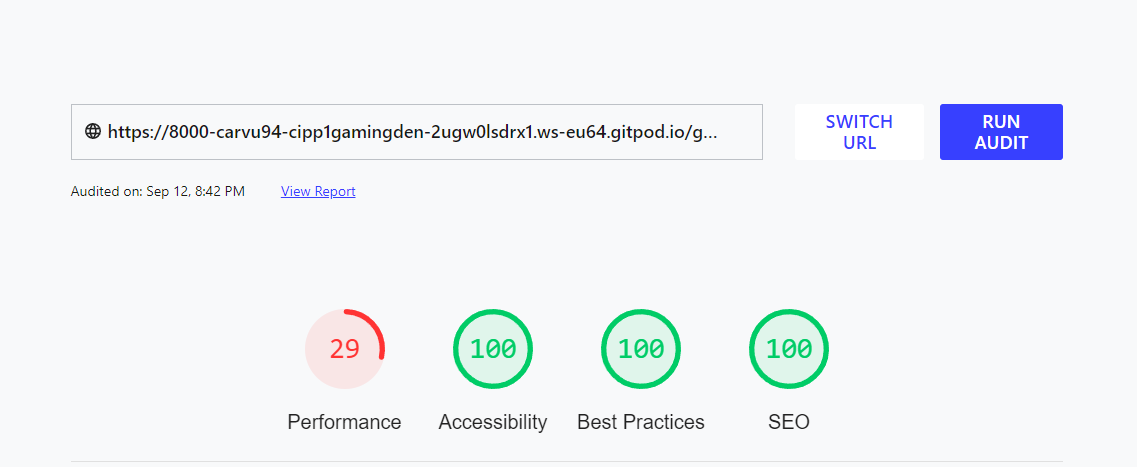 https://8000-carvu94-cipp1gamingden-2ugw0lsdrx1.ws-eu64.gitpod.io/g...
SWITCH
URL
RUN
AUDIT
Audited on: Sep 12, 8:42 PM
View Report
29
100
100
100
Performance
Accessibility
Best Practices
SEO